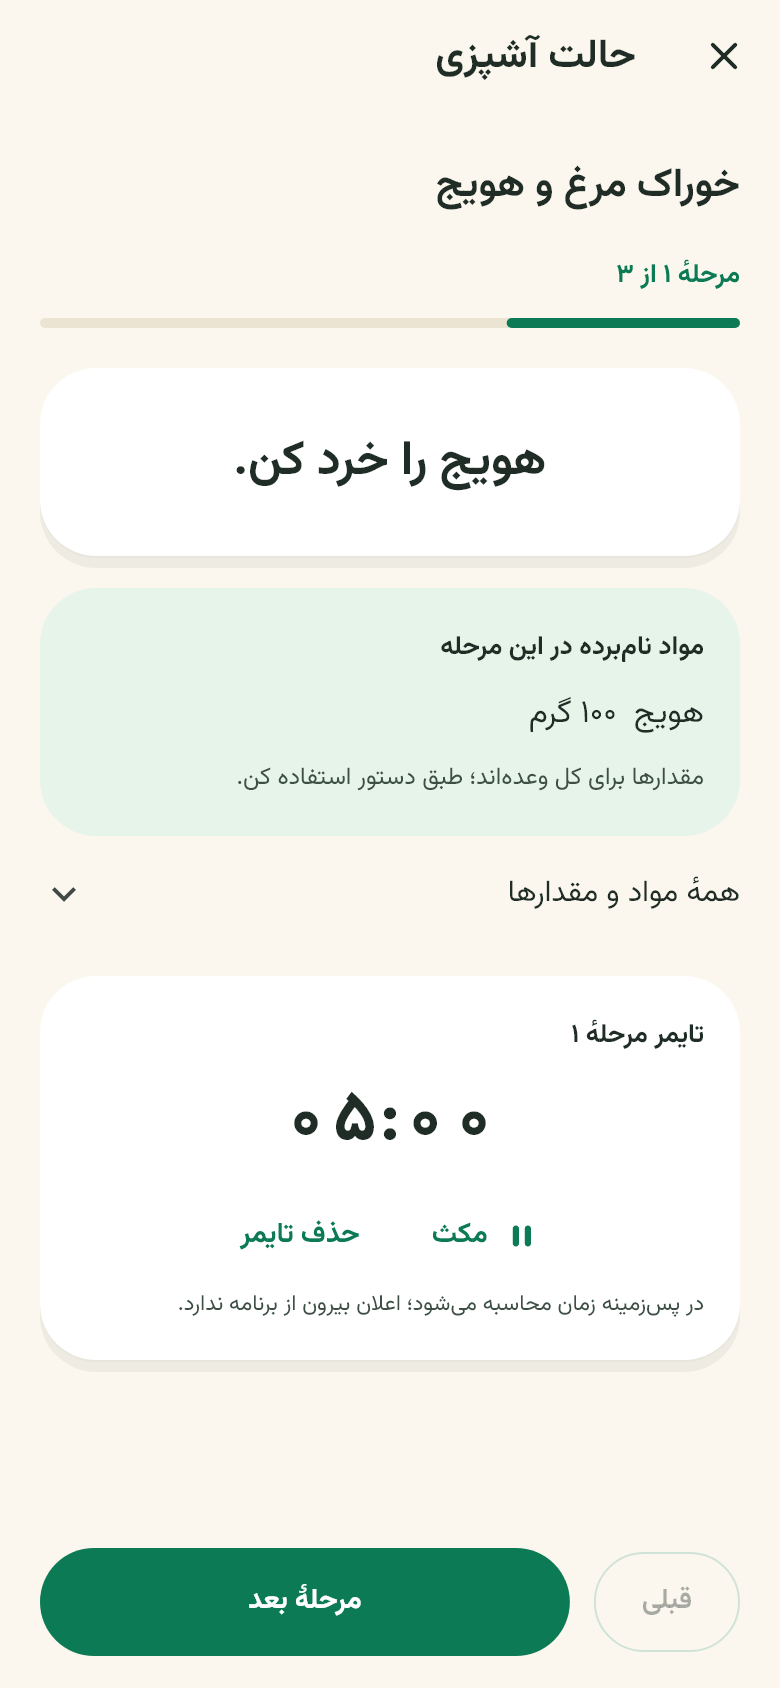 حالت آشپزی
خوراک مرغ و هویج
مرحلهٔ ۱ از ۳
هویج را خرد کن.
مواد نام‌برده در این مرحله
هویج ۱۰۰ گرم
مقدارها برای کل وعده‌اند؛ طبق دستور استفاده کن.
همهٔ مواد و مقدارها
تایمر مرحلهٔ ۱
۰۵:۰۰
مکث
حذف تایمر
در پس‌زمینه زمان محاسبه می‌شود؛ اعلان بیرون از برنامه ندارد.
قبلی
مرحلهٔ بعد